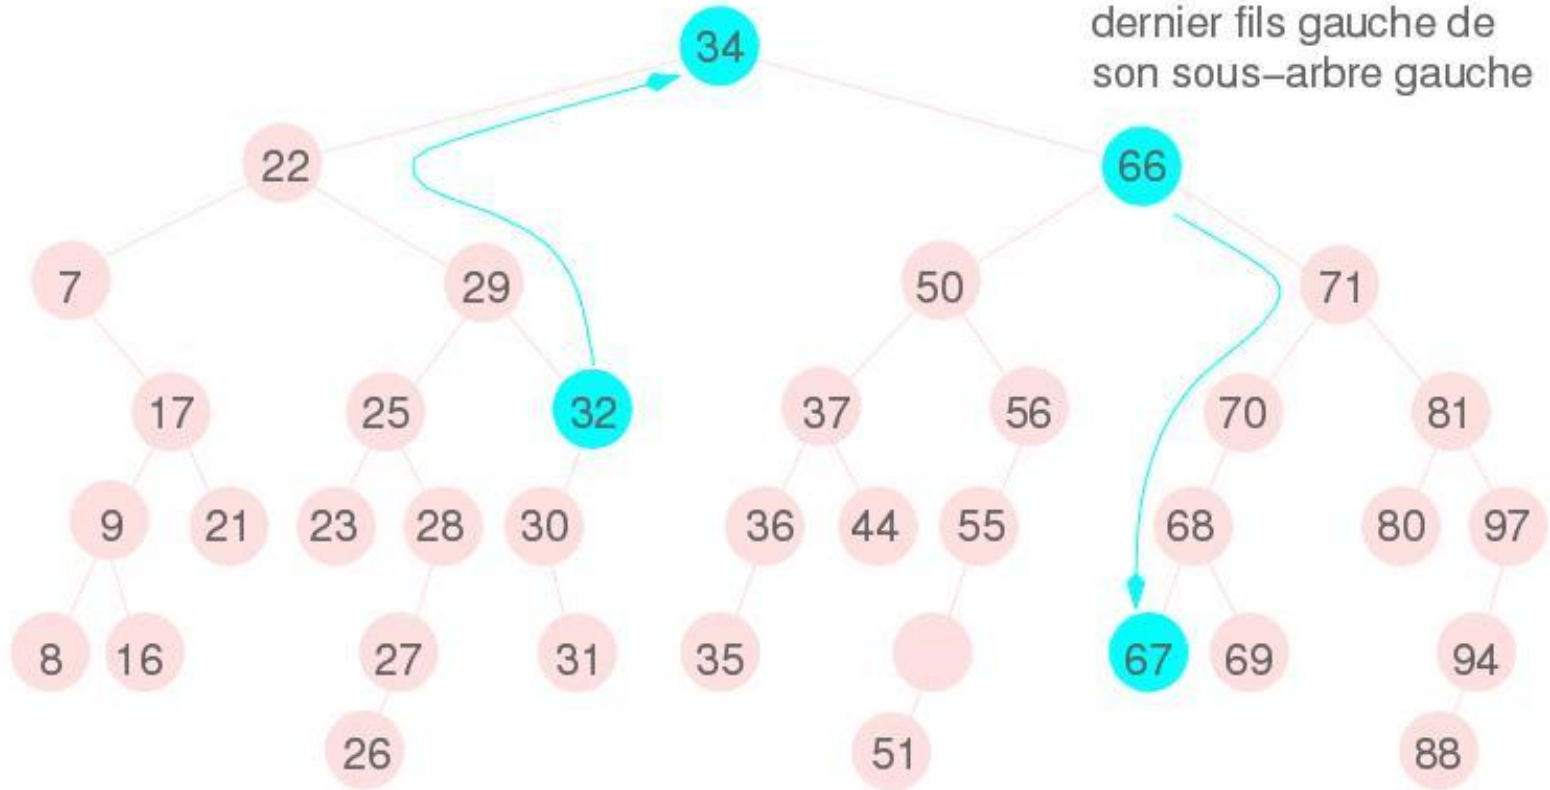 dernier fils gauche de
son sous–arbre gauche
34
22 66
7 29 50 71
17 25 32 37 56 70 81
9 21 23 28 30 36 44 55 68 80 97
8 16 27 31 35 67 69 94
26 51 88